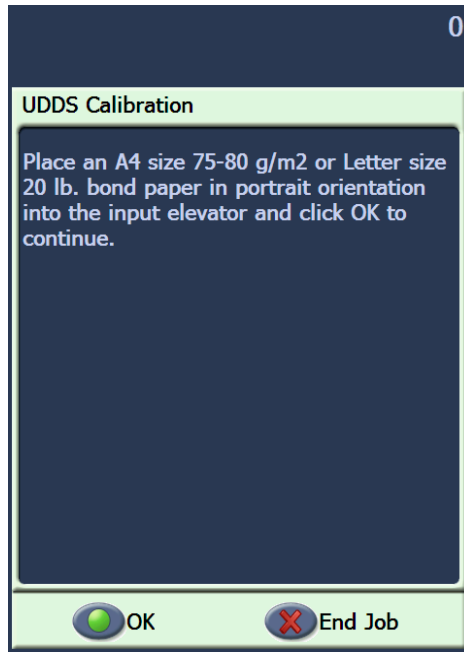 0
UDDS Calibration
Place an A4 size 75-80 g/m2 or Letter size
20 lb. bond paper in portrait orientation
into the input elevator and click OK to
continue.
OK
End Job